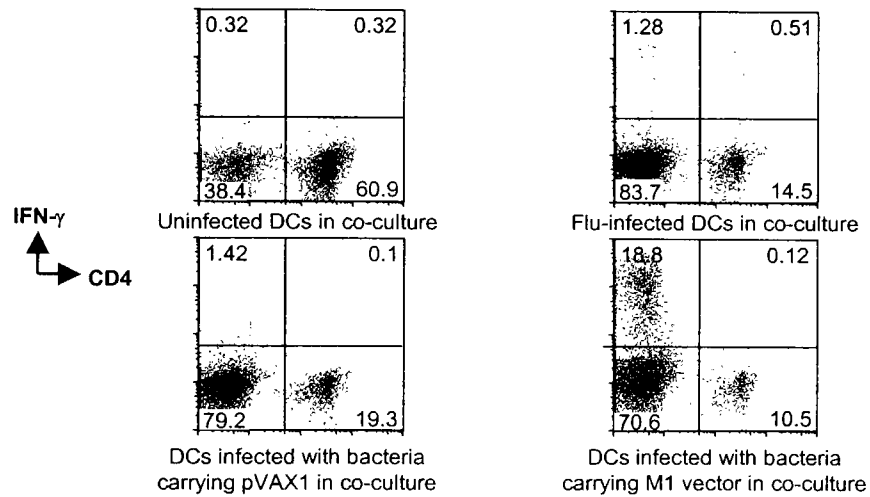 0.32 0.32
38.4 60.9
Uninfected DCs in co-culture
1.28 0.51
83.7 14.5
Flu-infected DCs in co-culture
IFN-γ
CD4
1.42 0.1
79.2 19.3
DCs infected with bacteria
carrying pVAX1 in co-culture
18.8 0.12
70.6 10.5
DCs infected with bacteria
carrying M1 vector in co-culture